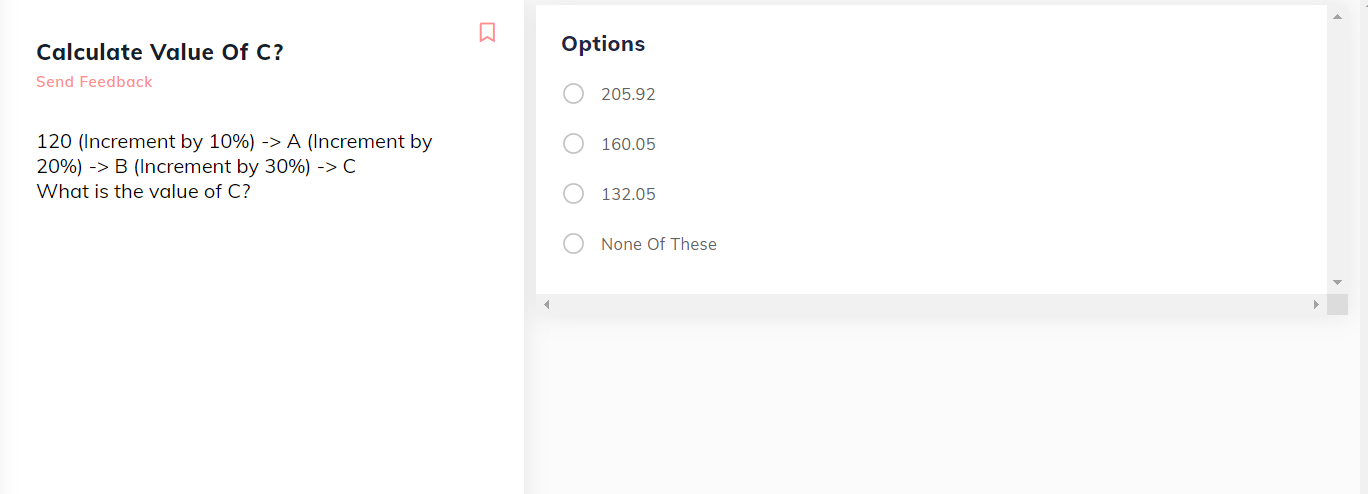 Calculate Value Of C?
Send Feedback
120 (Increment by 10%) -> A (Increment by
20%) -> B (Increment by 30%) -> C
What is the value of C?
Options
205.92
160.05
132.05
None Of These